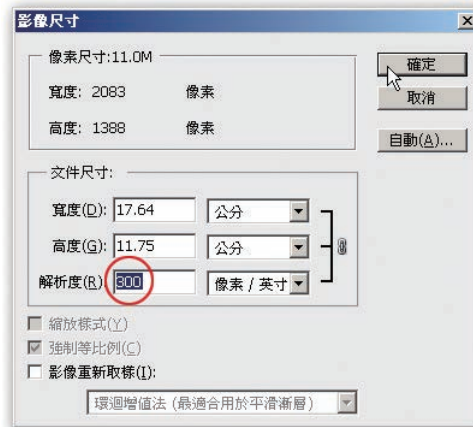 影像尺寸
像素尺寸:11.0M
寬度: 2083 像素
高度: 1388 像素
確定
取消
自動(A)...
文件尺寸:
寬度(D): 17.64 公分
高度(G): 11.75 公分
解析度(R) 300 像素 / 英寸
縮放樣式(Y)
強制等比例(C)
影像重新取樣(I):
環迴增值法 (最適合用於平滑漸層)